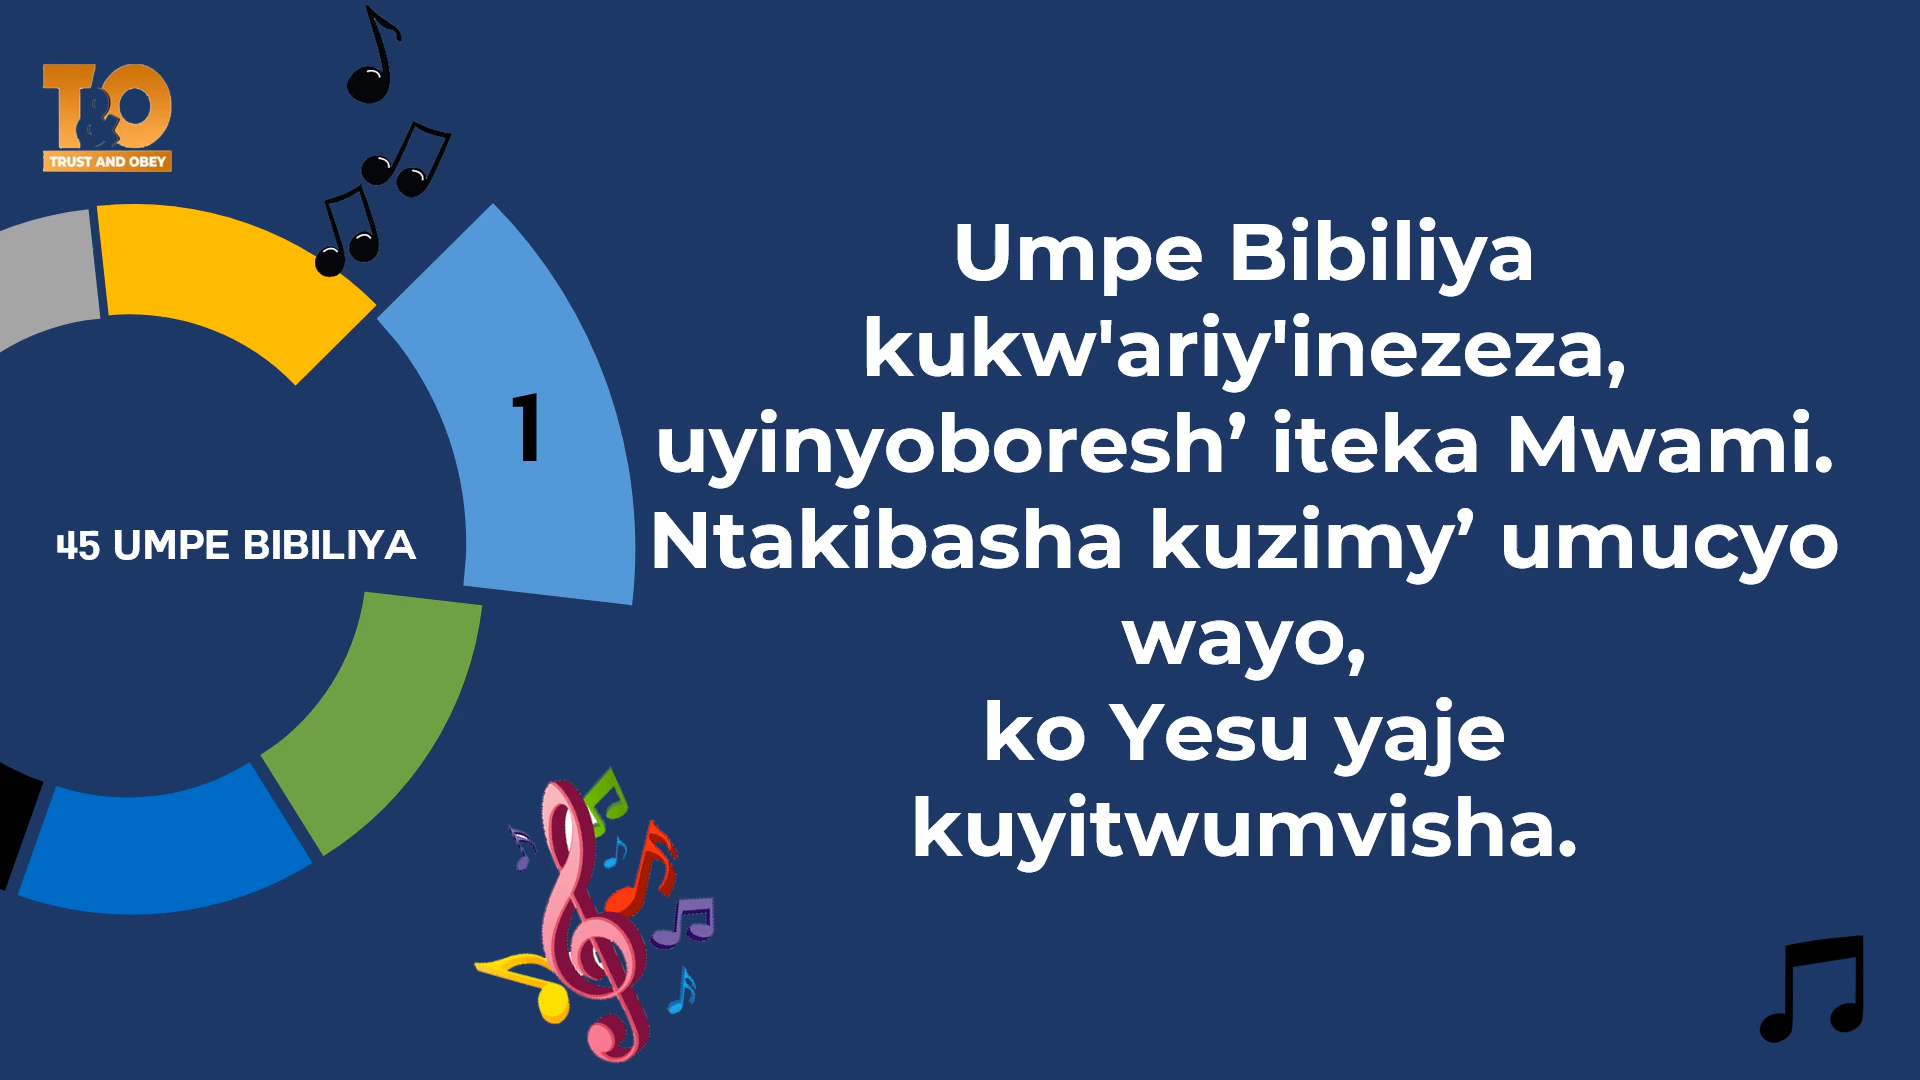 T&O
TRUST AND OBEY
1
45 UMPE BIBILIYA
Umpe Bibiliya
kukw'ariy'inezeza,
uyinyoboresh’ iteka Mwami.
Ntakibasha kuzimy’ umucyo
wayo,
ko Yesu yaje
kuyitwumvisha.